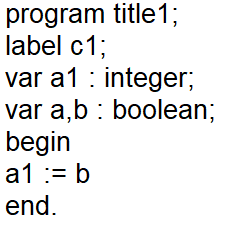 program title1;
label c1;
var a1 : integer;
var a,b : boolean;
begin
a1 := b
end.